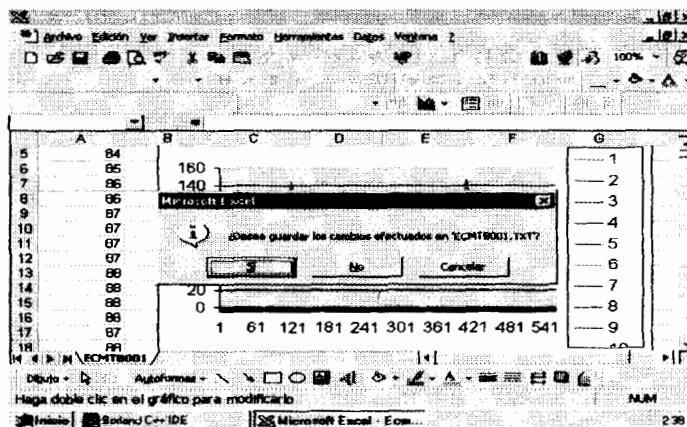 Archivo Edición Ver Insertar Formato Herramientas Datos Ventana ?
100%
A B C D E F G
5 84
6 85
7 86
8 86
9 87
10 87
11 87
12 87
13 88
14 88
15 88
16 88
17 87
18 88
160
140
20
0
1 61 121 181 241 301 361 421 481 541
1
2
3
4
5
6
7
8
9
Microsoft Excel
¿Desea guardar los cambios efectuados en 'ECMTB001.TXT'?
Sí No Cancelar
ECMTB001
Dibujo Autoformas
Haga doble clic en el gráfico para modificarlo NUM
Inicio Borland C++ IDE Microsoft Excel - Ecm... 2:38